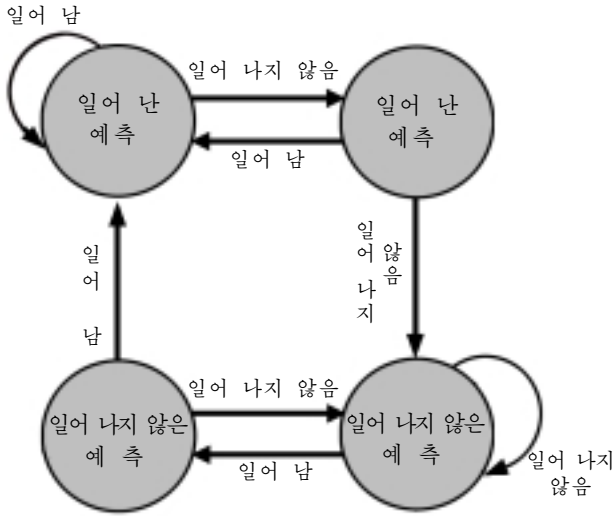 일어 남
일어 나지 않음
일어 난
예측
일어 난
예측
일어 남
일어 나지
않음
일어 남
일어 나지 않음
일어 나지 않은
예 측
일어 나지 않은
예 측
일어 남
일어 나지
않음